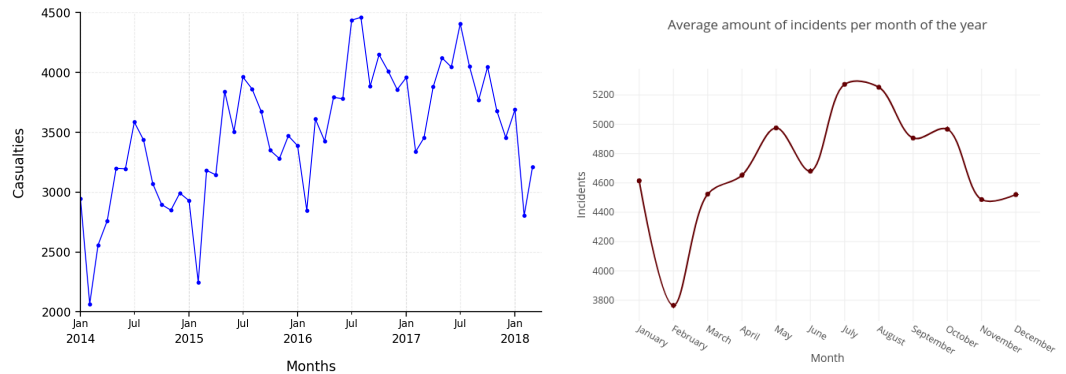 4500
4000
3500
3000
2500
2000
Casualties
Jan Jul Jan Jul Jan Jul Jan Jul Jan
2014 2015 2016 2017 2018
Months
Average amount of incidents per month of the year
5200
5000
4800
4600
4400
4200
4000
3800
Incidents
January February March April May June July August September October November December
Month